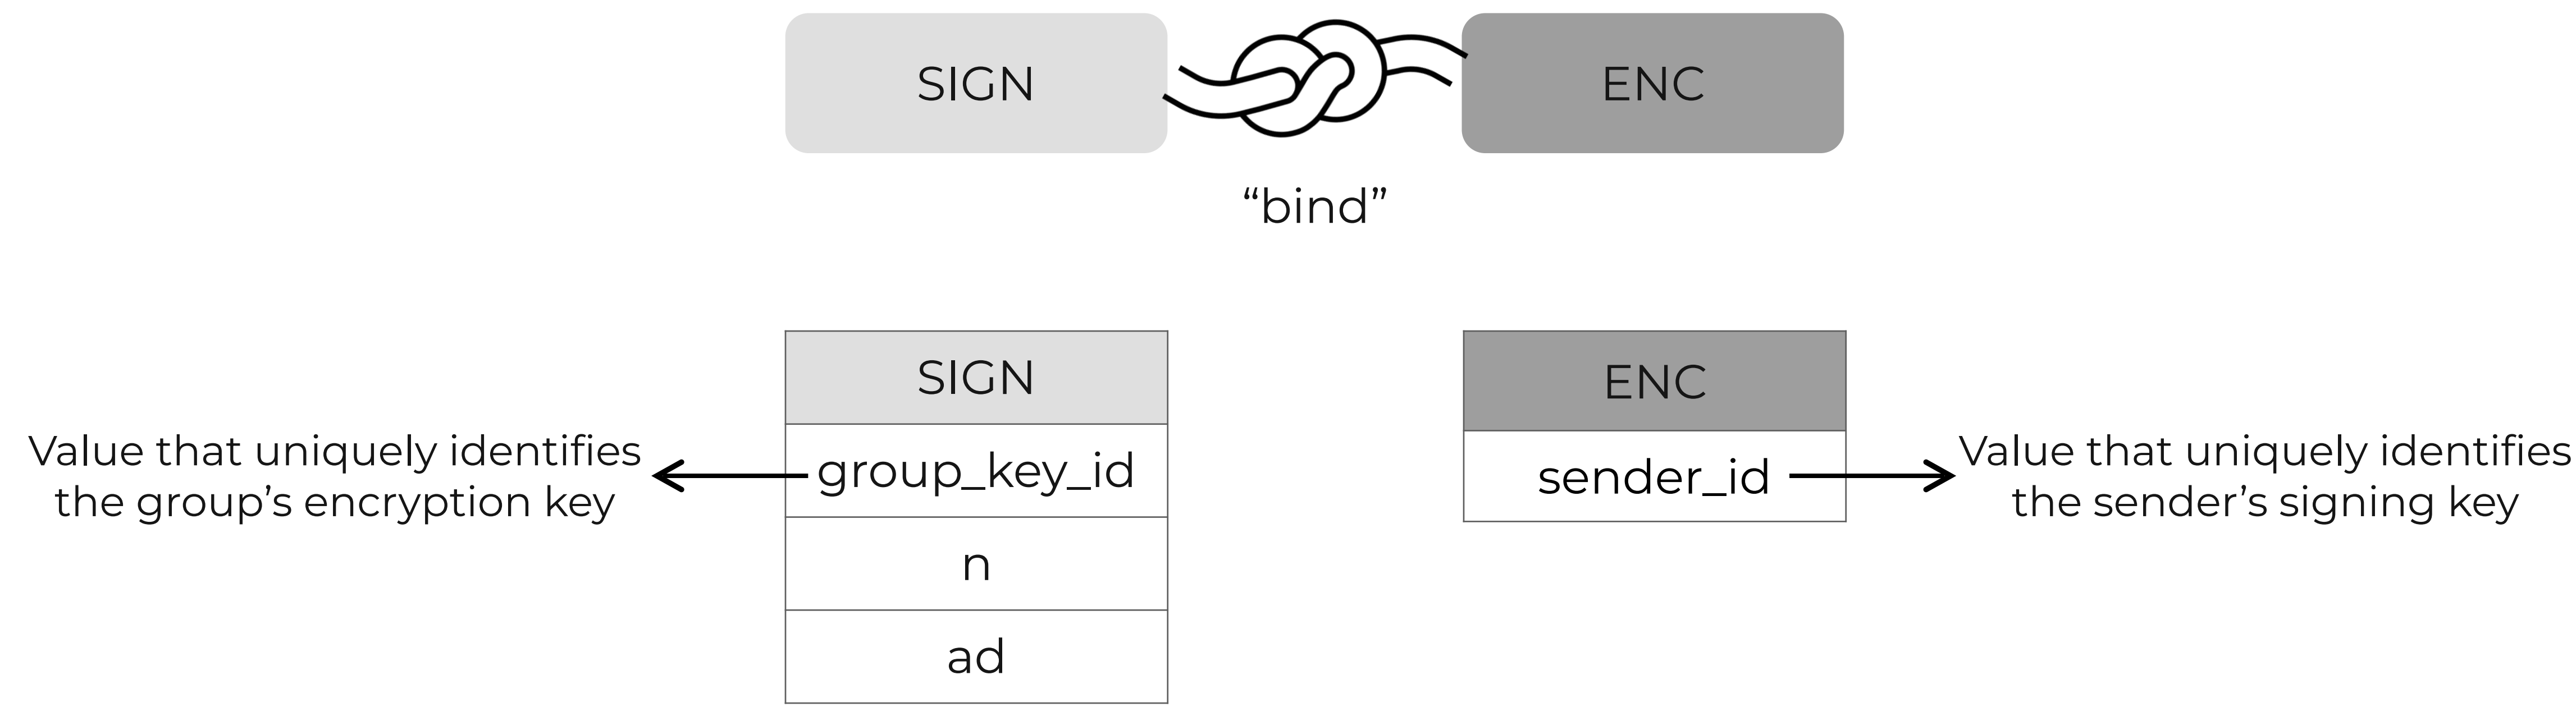 SIGN
ENC
“bind”
SIGN
ENC
Value that uniquely identifies
the group’s encryption key
group_key_id
sender_id
Value that uniquely identifies
the sender’s signing key
n
ad